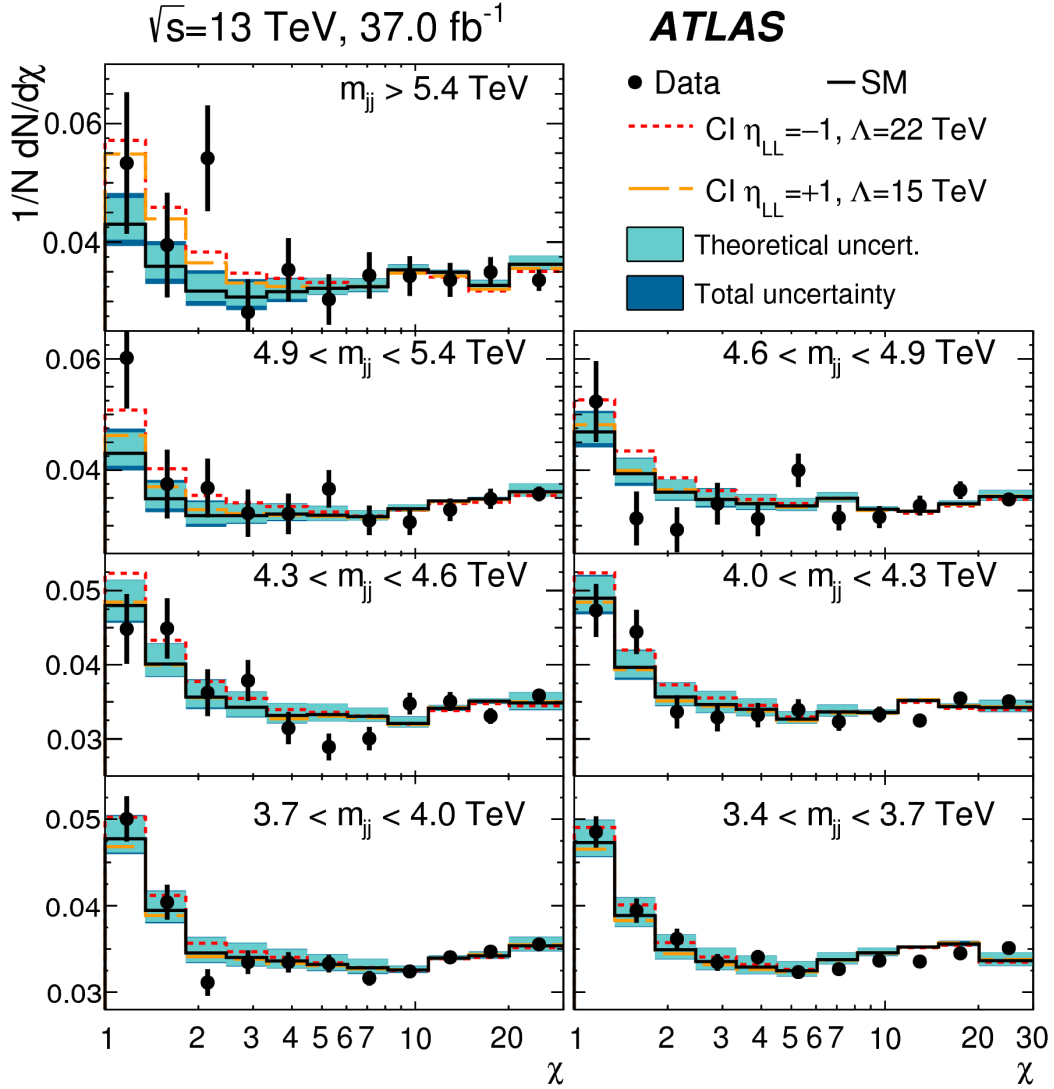 √s=13 TeV, 37.0 fb⁻¹
ATLAS
1/N dN/dχ
m_jj > 5.4 TeV
0.06
0.04
Data
SM
CI η_LL=−1, Λ=22 TeV
CI η_LL=+1, Λ=15 TeV
Theoretical uncert.
Total uncertainty
4.9 < m_jj < 5.4 TeV
0.06
0.04
4.6 < m_jj < 4.9 TeV
4.3 < m_jj < 4.6 TeV
0.05
0.04
0.03
4.0 < m_jj < 4.3 TeV
3.7 < m_jj < 4.0 TeV
0.05
0.04
0.03
3.4 < m_jj < 3.7 TeV
1 2 3 4 5 6 7 10 20
χ
1 2 3 4 5 6 7 10 20 30
χ